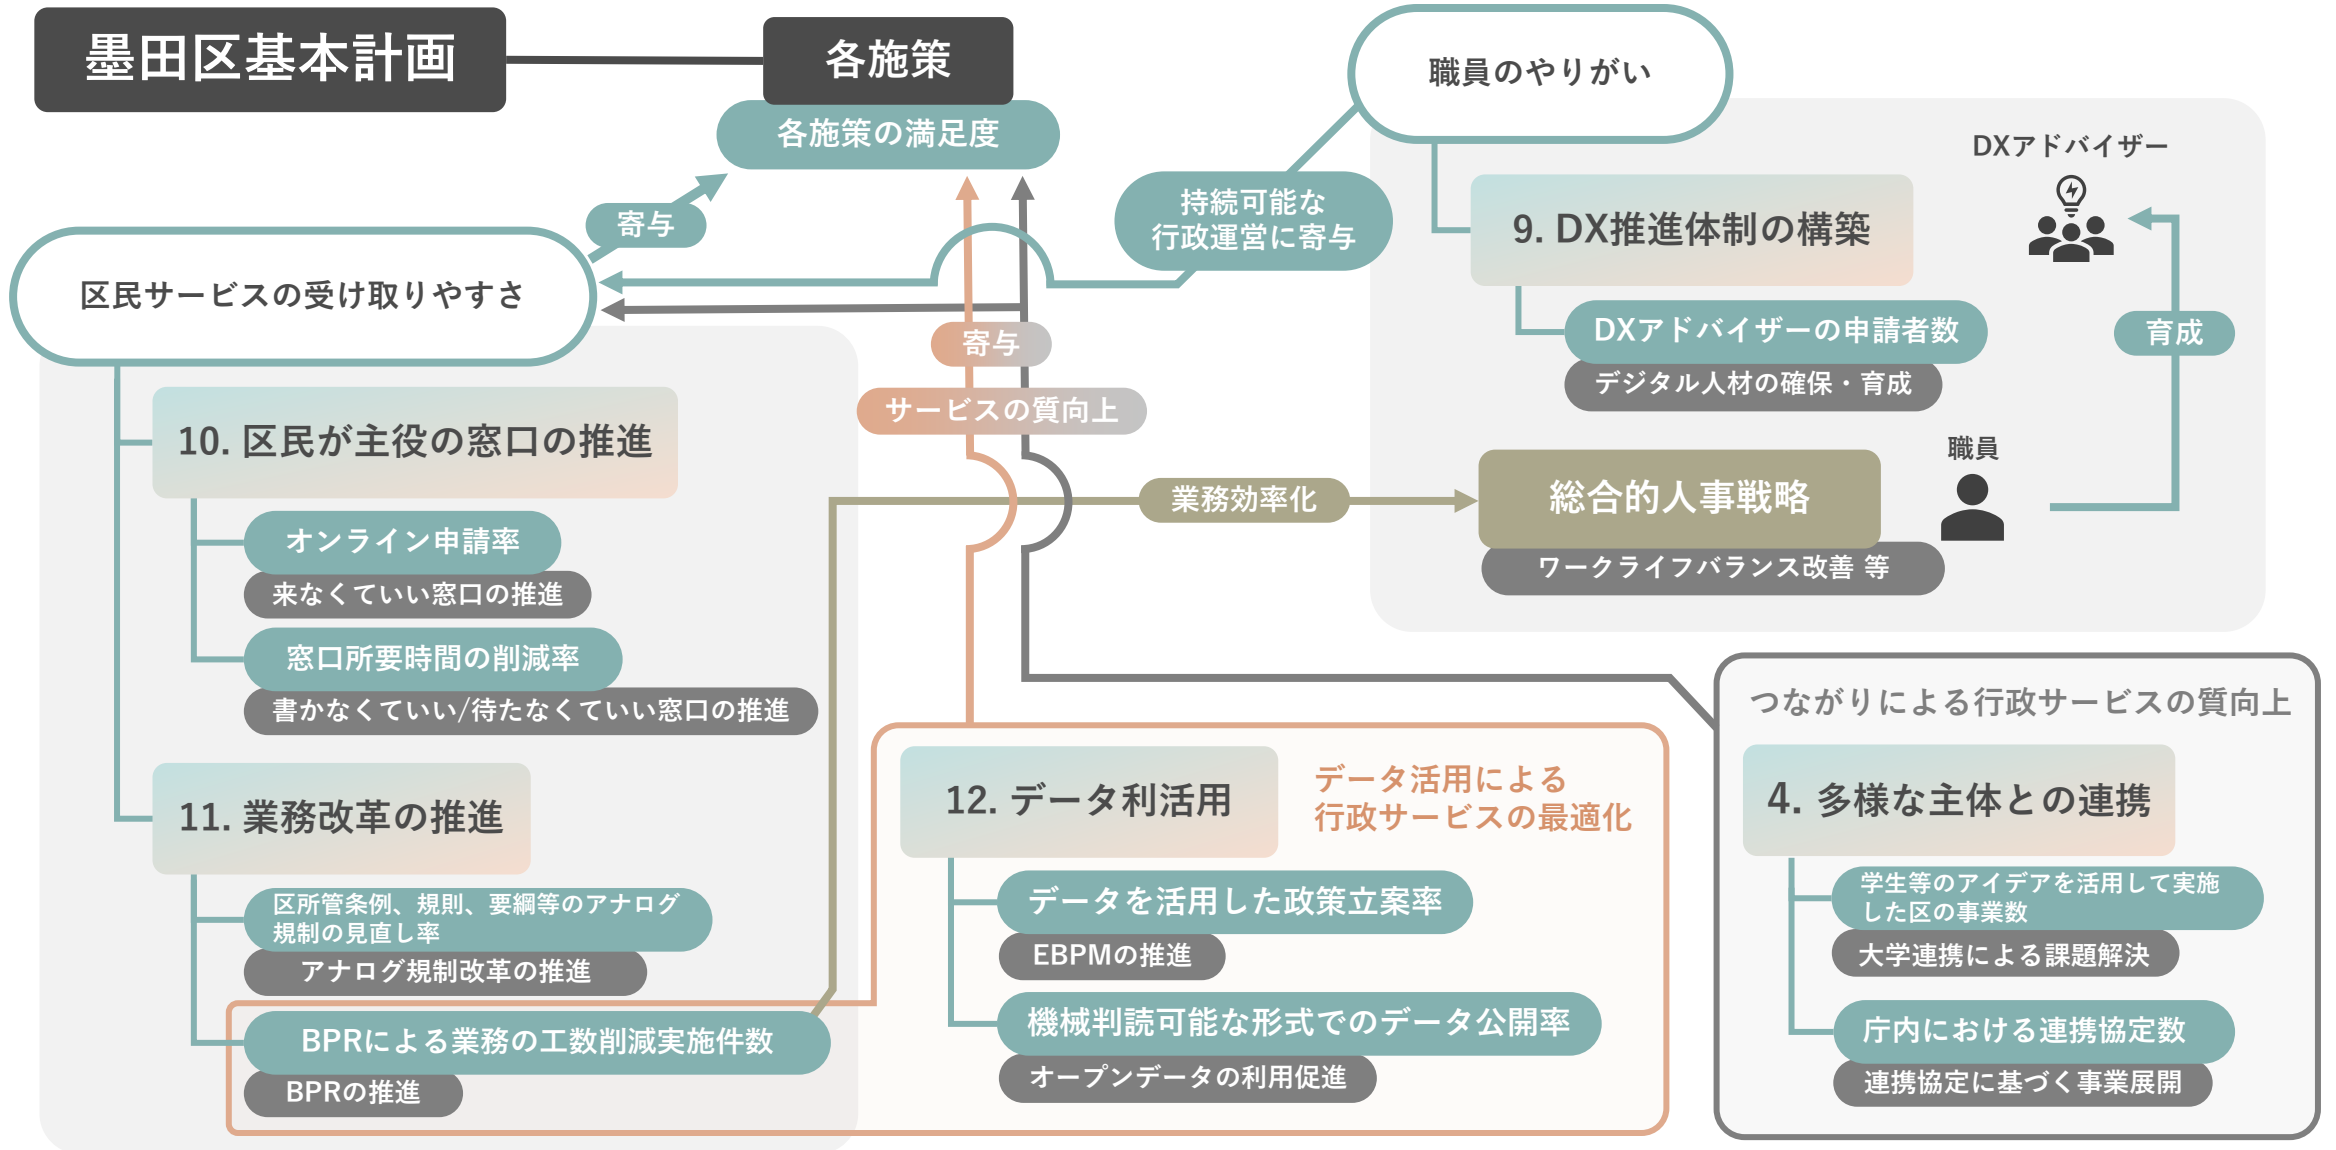 墨田区基本計画
各施策
各施策の満足度
職員のやりがい
DXアドバイザー
持続可能な
行政運営に寄与
9. DX推進体制の構築
寄与
区民サービスの受け取りやすさ
DXアドバイザーの申請者数
デジタル人材の確保・育成
育成
寄与
サービスの質向上
10. 区民が主役の窓口の推進
職員
業務効率化
総合的人事戦略
ワークライフバランス改善 等
オンライン申請率
来なくていい窓口の推進
窓口所要時間の削減率
書かなくていい/待たなくていい窓口の推進
11. 業務改革の推進
区所管条例、規則、要綱等のアナログ
規制の見直し率
アナログ規制改革の推進
BPRによる業務の工数削減実施件数
BPRの推進
12. データ利活用
データ活用による
行政サービスの最適化
データを活用した政策立案率
EBPMの推進
機械判読可能な形式でのデータ公開率
オープンデータの利用促進
つながりによる行政サービスの質向上
4. 多様な主体との連携
学生等のアイデアを活用して実施
した区の事業数
大学連携による課題解決
庁内における連携協定数
連携協定に基づく事業展開